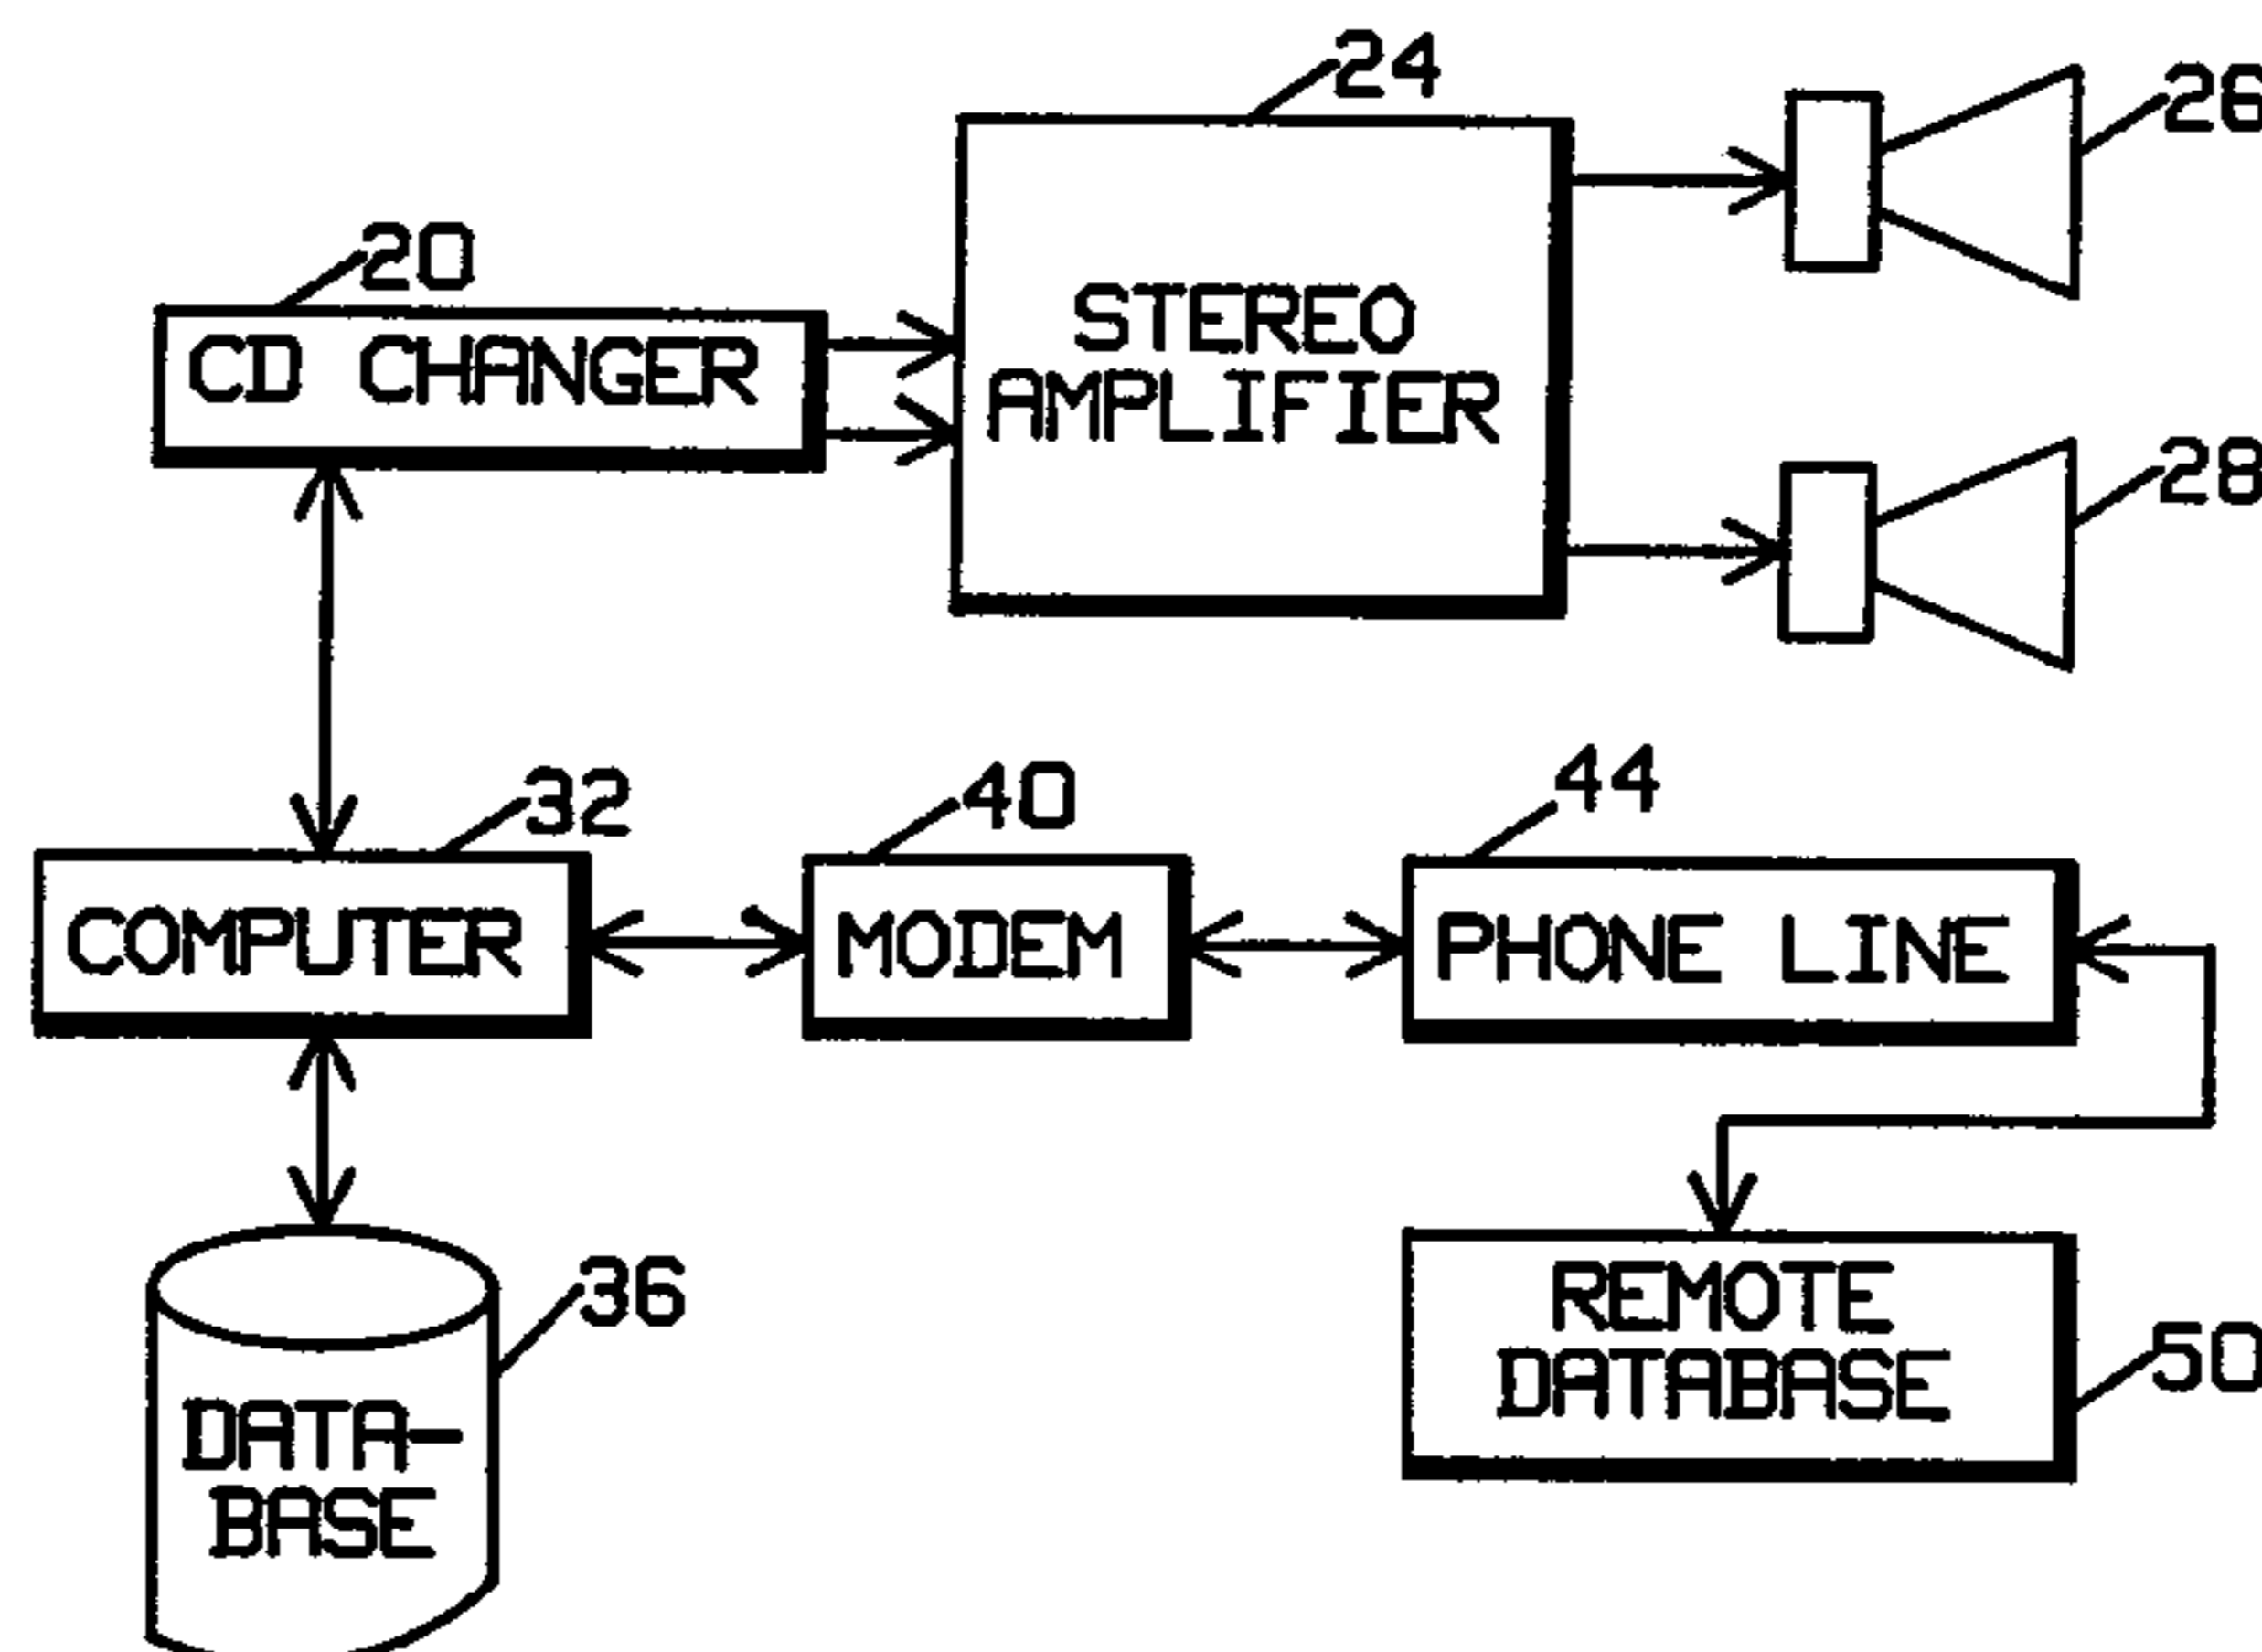 24
26
20
STEREO
AMPLIFIER
CD CHANGER
28
32
40
44
COMPUTER
MODEM
PHONE LINE
36
REMOTE
DATABASE
50
DATA-
BASE